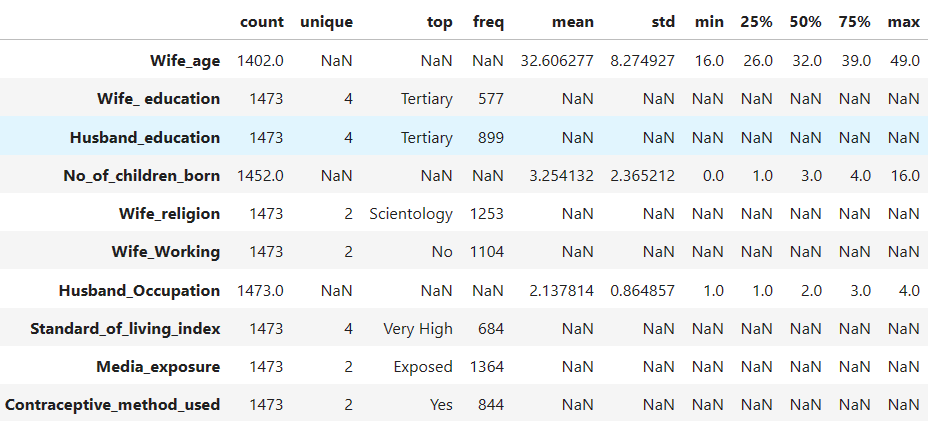 count unique top freq mean std min 25% 50% 75% max
Wife_age 1402.0 NaN NaN NaN 32.606277 8.274927 16.0 26.0 32.0 39.0 49.0
Wife_ education 1473 4 Tertiary 577 NaN NaN NaN NaN NaN NaN NaN
Husband_education 1473 4 Tertiary 899 NaN NaN NaN NaN NaN NaN NaN
No_of_children_born 1452.0 NaN NaN NaN 3.254132 2.365212 0.0 1.0 3.0 4.0 16.0
Wife_religion 1473 2 Scientology 1253 NaN NaN NaN NaN NaN NaN NaN
Wife_Working 1473 2 No 1104 NaN NaN NaN NaN NaN NaN NaN
Husband_Occupation 1473.0 NaN NaN NaN 2.137814 0.864857 1.0 1.0 2.0 3.0 4.0
Standard_of_living_index 1473 4 Very High 684 NaN NaN NaN NaN NaN NaN NaN
Media_exposure 1473 2 Exposed 1364 NaN NaN NaN NaN NaN NaN NaN
Contraceptive_method_used 1473 2 Yes 844 NaN NaN NaN NaN NaN NaN NaN